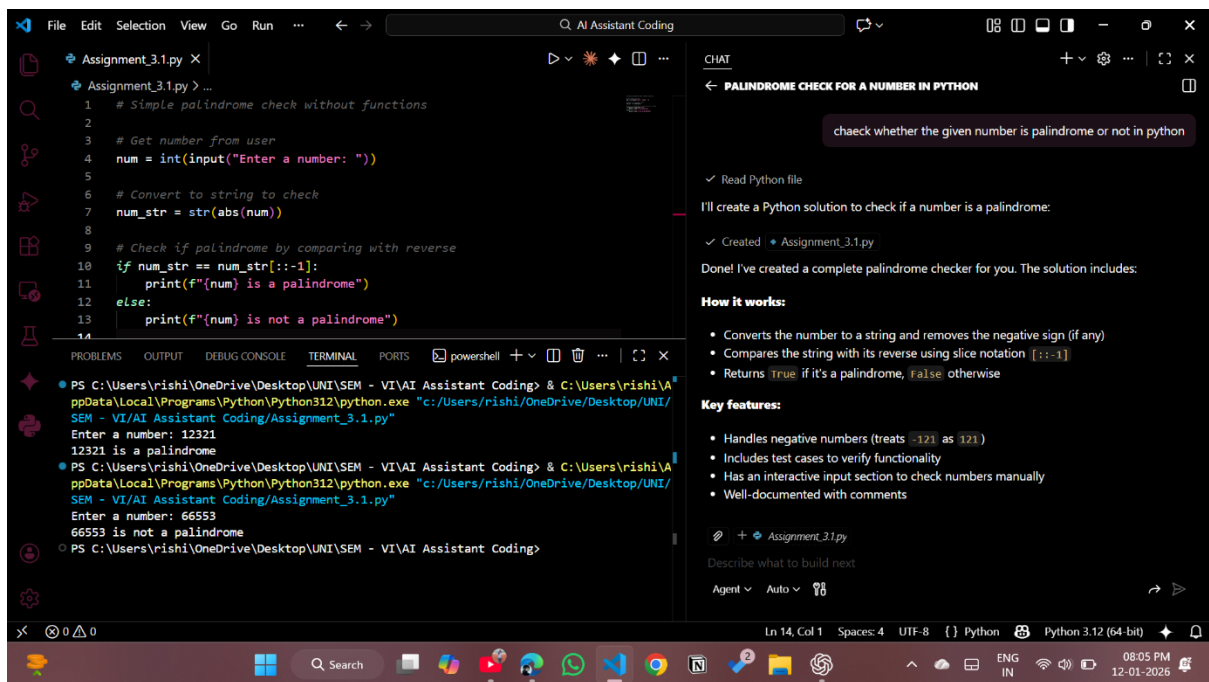 File Edit Selection View Go Run ··· AI Assistant Coding
Assignment_3.1.py
Assignment_3.1.py > ...
1 # Simple palindrome check without functions
2
3 # Get number from user
4 num = int(input("Enter a number: "))
5
6 # Convert to string to check
7 num_str = str(abs(num))
8
9 # Check if palindrome by comparing with reverse
10 if num_str == num_str[::-1]:
11 print(f"{num} is a palindrome")
12 else:
13 print(f"{num} is not a palindrome")
14
PROBLEMS OUTPUT DEBUG CONSOLE TERMINAL PORTS powershell
PS C:\Users\rishi\OneDrive\Desktop\UNI\SEM - VI\AI Assistant Coding> & C:\Users\rishi\A
ppData\Local\Programs\Python\Python312\python.exe "c:/Users/rishi/OneDrive/Desktop/UNI/
SEM - VI/AI Assistant Coding/Assignment_3.1.py"
Enter a number: 12321
12321 is a palindrome
PS C:\Users\rishi\OneDrive\Desktop\UNI\SEM - VI\AI Assistant Coding> & C:\Users\rishi\A
ppData\Local\Programs\Python\Python312\python.exe "c:/Users/rishi/OneDrive/Desktop/UNI/
SEM - VI/AI Assistant Coding/Assignment_3.1.py"
Enter a number: 66553
66553 is not a palindrome
PS C:\Users\rishi\OneDrive\Desktop\UNI\SEM - VI\AI Assistant Coding>
CHAT
PALINDROME CHECK FOR A NUMBER IN PYTHON
chaeck whether the given number is palindrome or not in python
Read Python file
I'll create a Python solution to check if a number is a palindrome:
Created Assignment_3.1.py
Done! I've created a complete palindrome checker for you. The solution includes:
How it works:
• Converts the number to a string and removes the negative sign (if any)
• Compares the string with its reverse using slice notation [::-1]
• Returns True if it's a palindrome, False otherwise
Key features:
• Handles negative numbers (treats -121 as 121)
• Includes test cases to verify functionality
• Has an interactive input section to check numbers manually
• Well-documented with comments
Assignment_3.1.py
Describe what to build next
Agent Auto
0 0 Ln 14, Col 1 Spaces: 4 UTF-8 {} Python Python 3.12 (64-bit)
Search 2 ENG IN 08:05 PM 12-01-2026